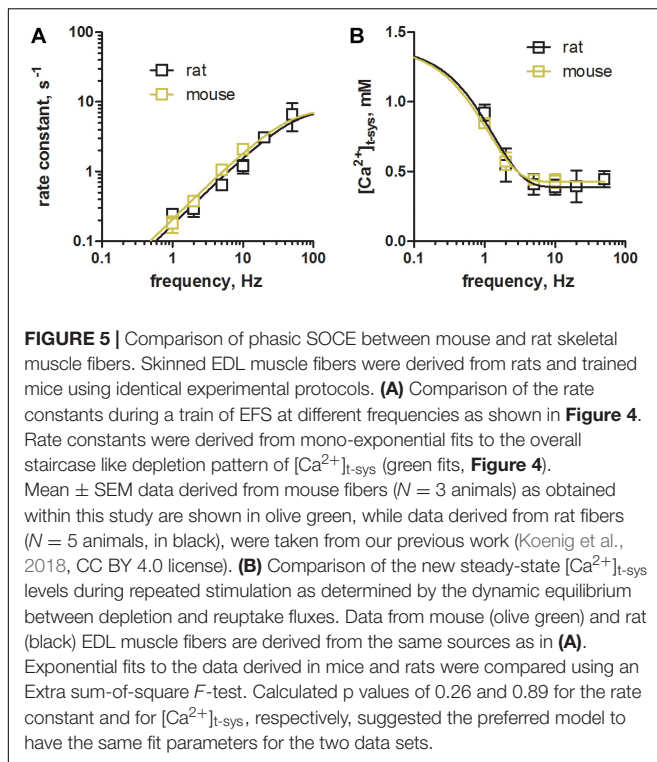 A
rate constant, s⁻¹
100
10
1
0.1
rat
mouse
0.1 1 10 100
frequency, Hz
B
[Ca²⁺]t-sys, mM
1.5
1.0
0.5
0.0
rat
mouse
0.1 1 10 100
frequency, Hz
FIGURE 5 | Comparison of phasic SOCE between mouse and rat skeletal
muscle fibers. Skinned EDL muscle fibers were derived from rats and trained
mice using identical experimental protocols. (A) Comparison of the rate
constants during a train of EFS at different frequencies as shown in Figure 4.
Rate constants were derived from mono-exponential fits to the overall
staircase like depletion pattern of [Ca²⁺]t-sys (green fits, Figure 4).
Mean ± SEM data derived from mouse fibers (N = 3 animals) as obtained
within this study are shown in olive green, while data derived from rat fibers
(N = 5 animals, in black), were taken from our previous work (Koenig et al.,
2018, CC BY 4.0 license). (B) Comparison of the new steady-state [Ca²⁺]t-sys
levels during repeated stimulation as determined by the dynamic equilibrium
between depletion and reuptake fluxes. Data from mouse (olive green) and rat
(black) EDL muscle fibers are derived from the same sources as in (A).
Exponential fits to the data derived in mice and rats were compared using an
Extra sum-of-square F-test. Calculated p values of 0.26 and 0.89 for the rate
constant and for [Ca²⁺]t-sys, respectively, suggested the preferred model to
have the same fit parameters for the two data sets.